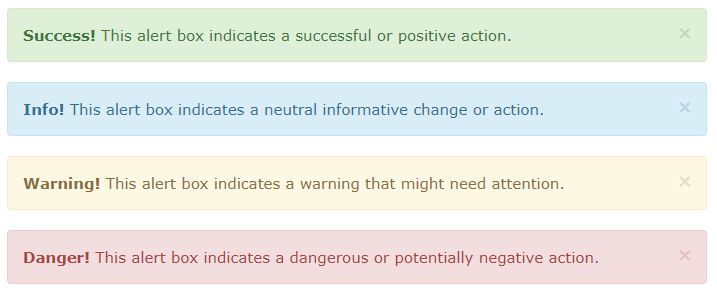 Success! This alert box indicates a successful or positive action. ×
Info! This alert box indicates a neutral informative change or action. ×
Warning! This alert box indicates a warning that might need attention. ×
Danger! This alert box indicates a dangerous or potentially negative action. ×